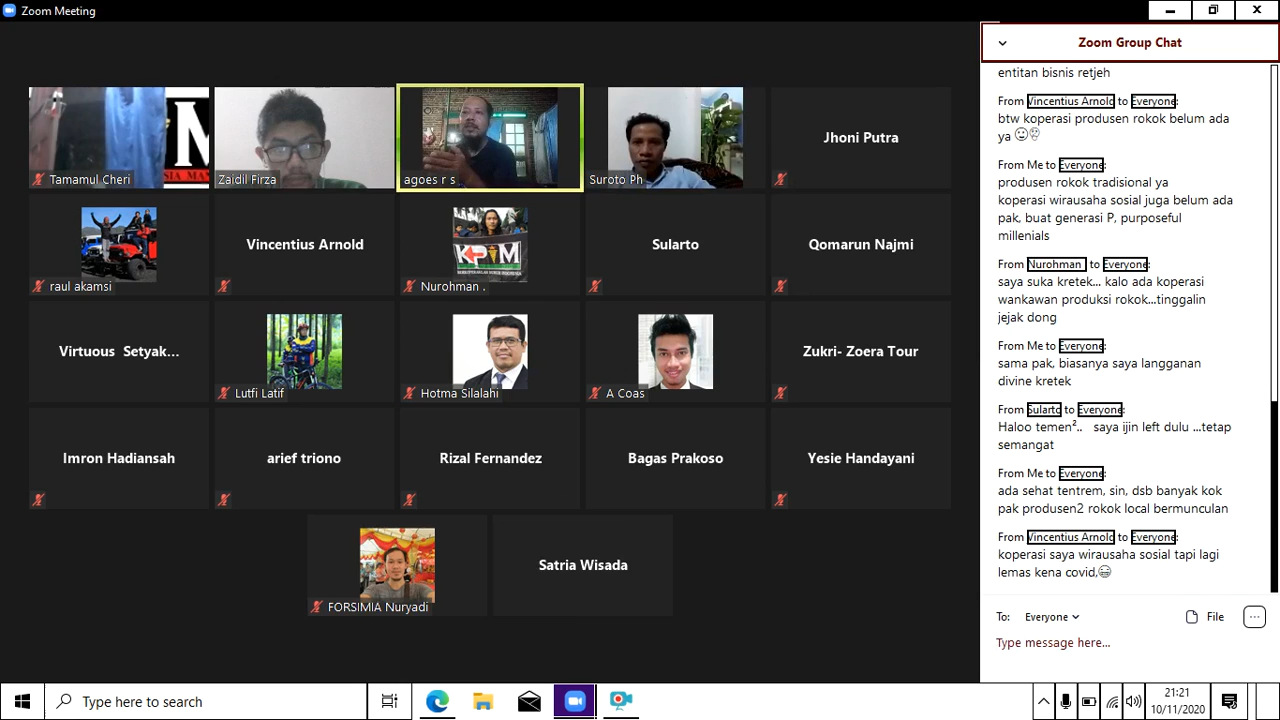 Zoom Meeting
Tamamul Cheri
Zaidil Firza
agoes r s
Suroto Ph
Jhoni Putra
raul akamsi
Vincentius Arnold
KPIM
Nurohman .
Sularto
Qomarun Najmi
Virtuous Setyak...
Lutfi Latif
Hotma Silalahi
A Coas
Zukri- Zoera Tour
Imron Hadiansah
arief triono
Rizal Fernandez
Bagas Prakoso
Yesie Handayani
FORSIMIA Nuryadi
Satria Wisada
Zoom Group Chat
entitan bisnis retjeh
From Vincentius Arnold to Everyone:
btw koperasi produsen rokok belum ada
ya 😉🤭
From Me to Everyone:
produsen rokok tradisional ya
koperasi wirausaha sosial juga belum ada
pak, buat generasi P, purposeful
millenials
From Nurohman . to Everyone:
saya suka kretek... kalo ada koperasi
wankawan produksi rokok...tinggalin
jejak dong
From Me to Everyone:
sama pak, biasanya saya langganan
divine kretek
From Sularto to Everyone:
Haloo temen².. saya ijin left dulu ...tetap
semangat
From Me to Everyone:
ada sehat tentrem, sin, dsb banyak kok
pak produsen2 rokok local bermunculan
From Vincentius Arnold to Everyone:
koperasi saya wirausaha sosial tapi lagi
lemas kena covid,😂
To: Everyone
File
Type message here...
Type here to search
21:21
10/11/2020